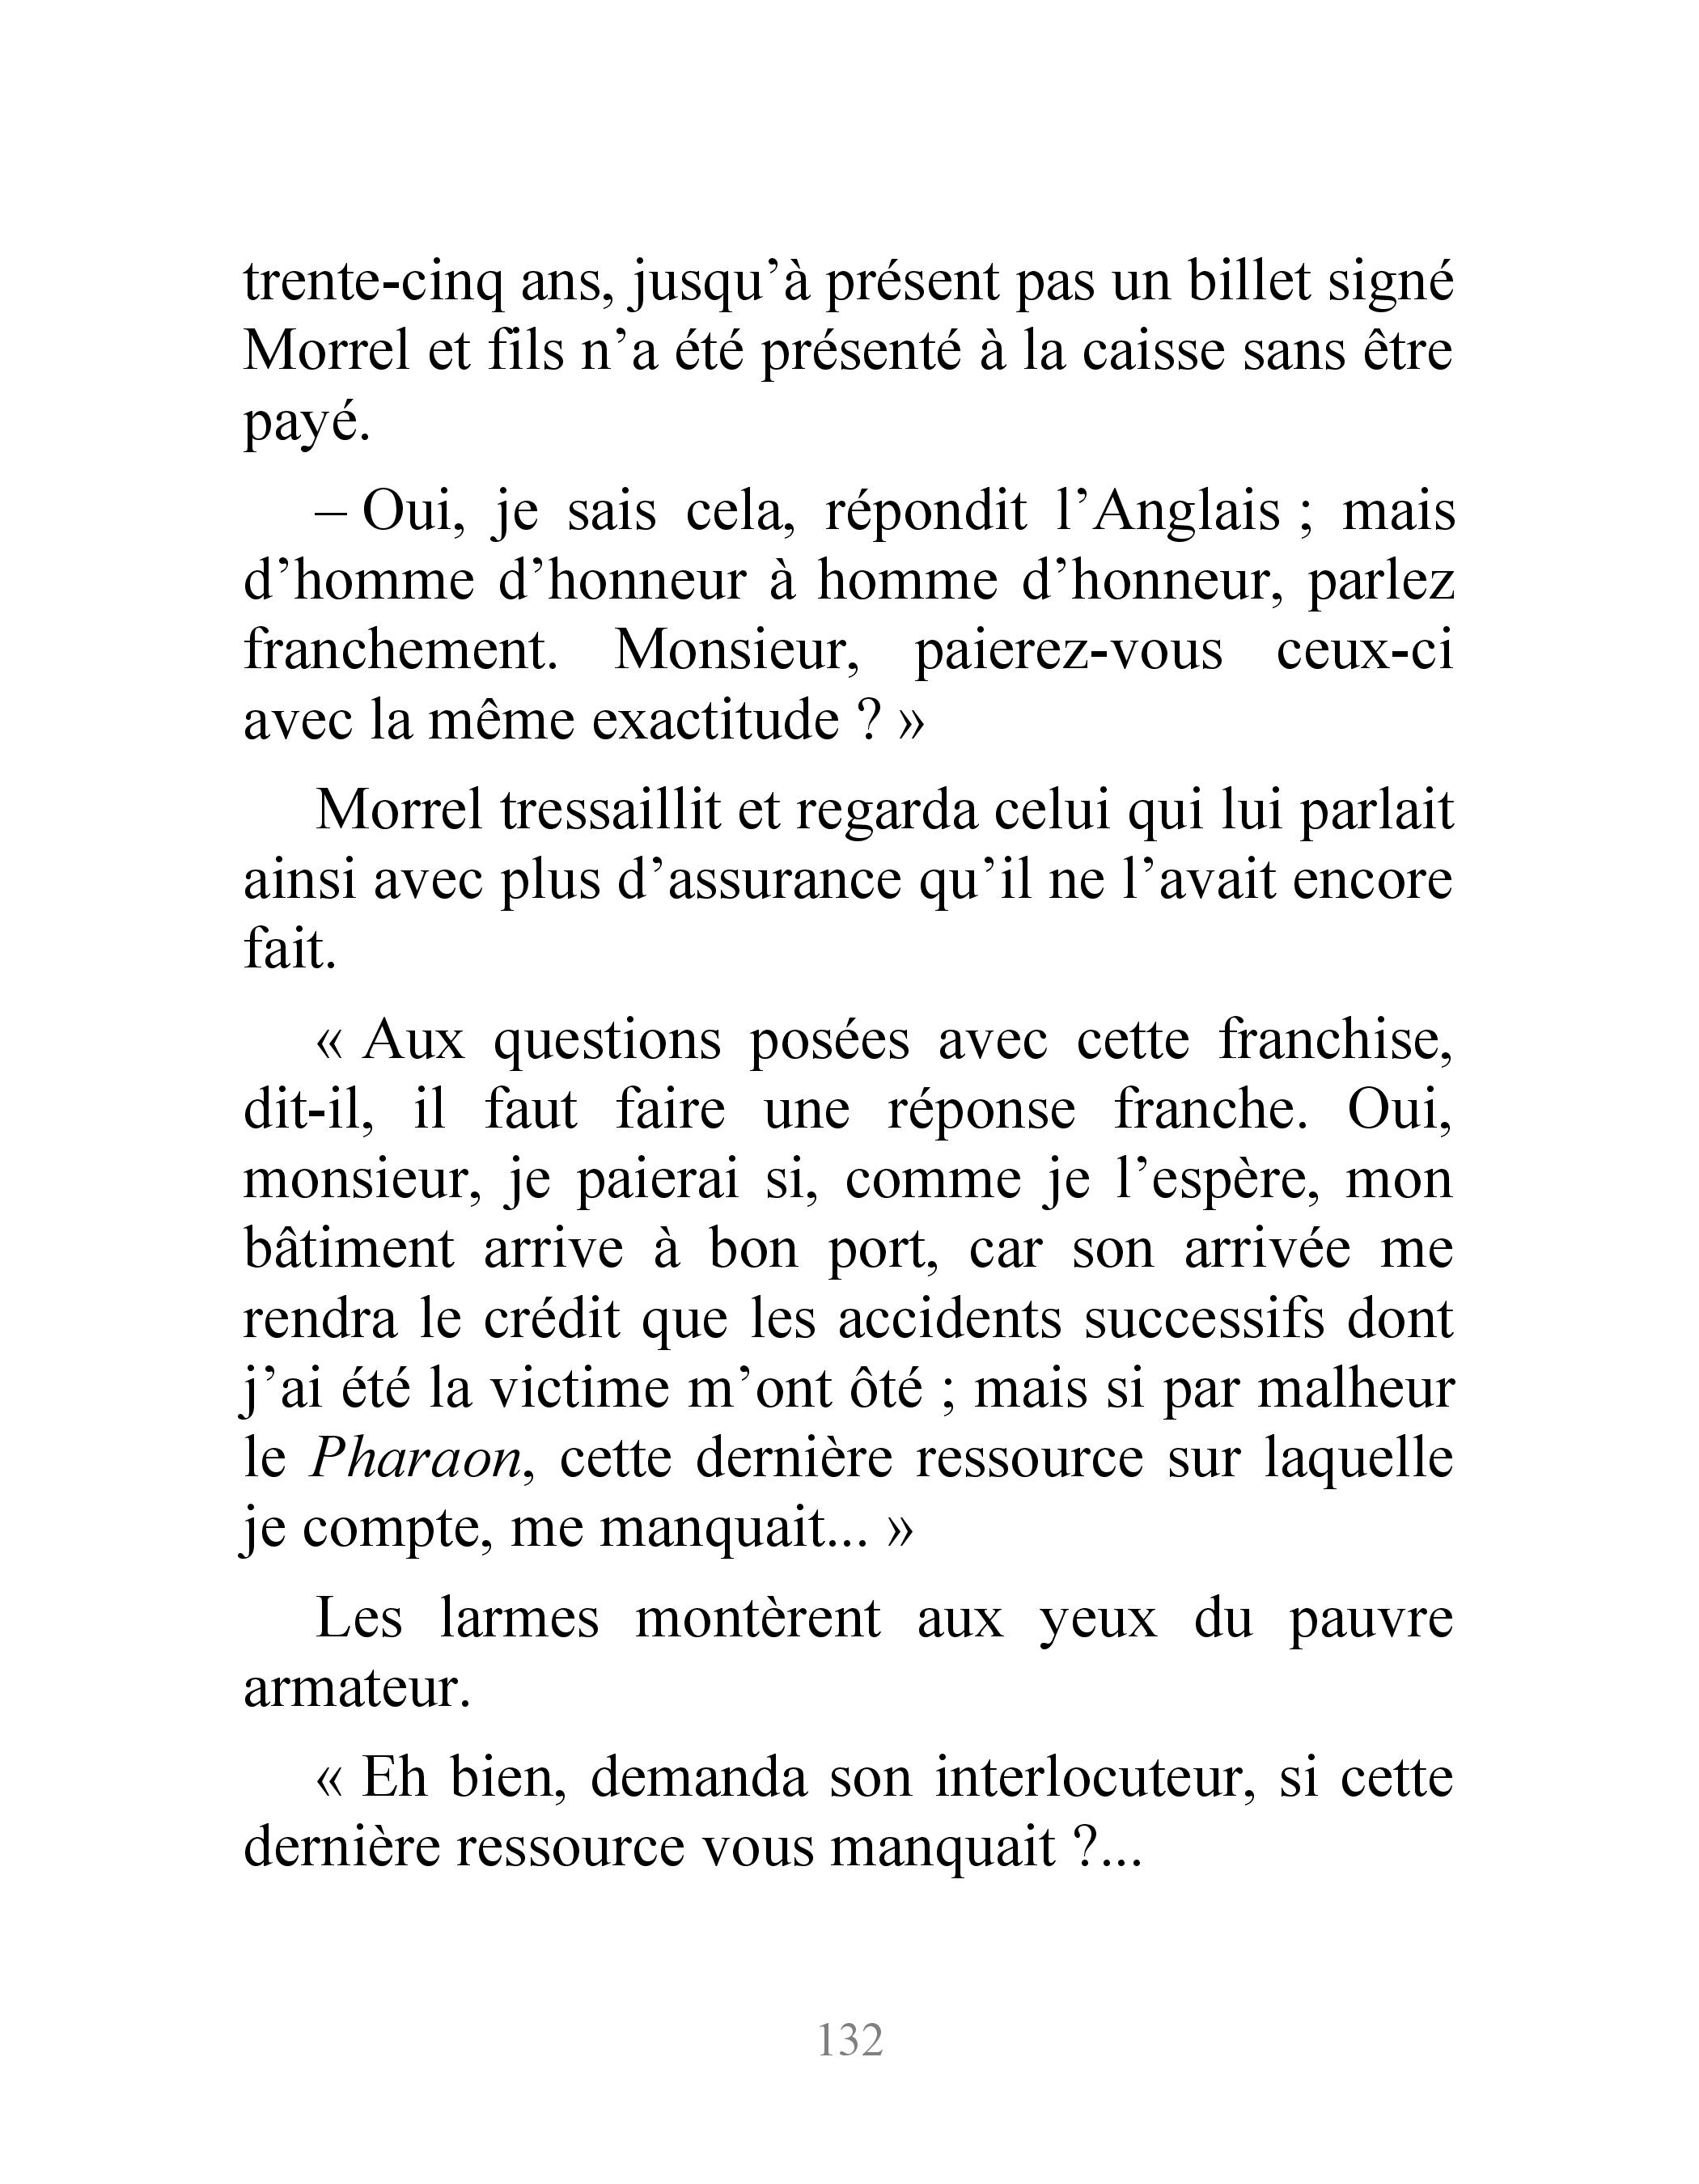 trente-cinq ans, jusqu’à présent pas un billet signé
Morrel et fils n’a été présenté à la caisse sans être
payé.
– Oui, je sais cela, répondit l’Anglais ; mais
d’homme d’honneur à homme d’honneur, parlez
franchement. Monsieur, paierez-vous ceux-ci
avec la même exactitude ? »
Morrel tressaillit et regarda celui qui lui parlait
ainsi avec plus d’assurance qu’il ne l’avait encore
fait.
« Aux questions posées avec cette franchise,
dit-il, il faut faire une réponse franche. Oui,
monsieur, je paierai si, comme je l’espère, mon
bâtiment arrive à bon port, car son arrivée me
rendra le crédit que les accidents successifs dont
j’ai été la victime m’ont ôté ; mais si par malheur
le Pharaon, cette dernière ressource sur laquelle
je compte, me manquait... »
Les larmes montèrent aux yeux du pauvre
armateur.
« Eh bien, demanda son interlocuteur, si cette
dernière ressource vous manquait ?...
132